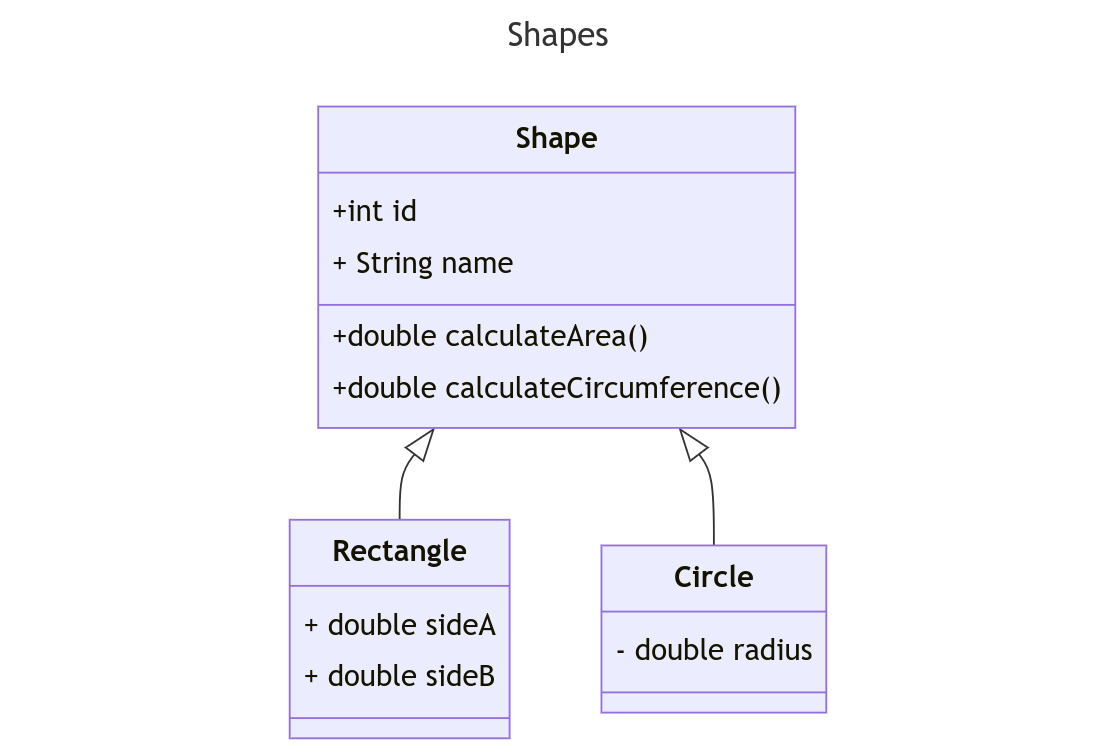 Shapes
Shape
+int id
+ String name
+double calculateArea()
+double calculateCircumference()
Rectangle
+ double sideA
+ double sideB
Circle
- double radius